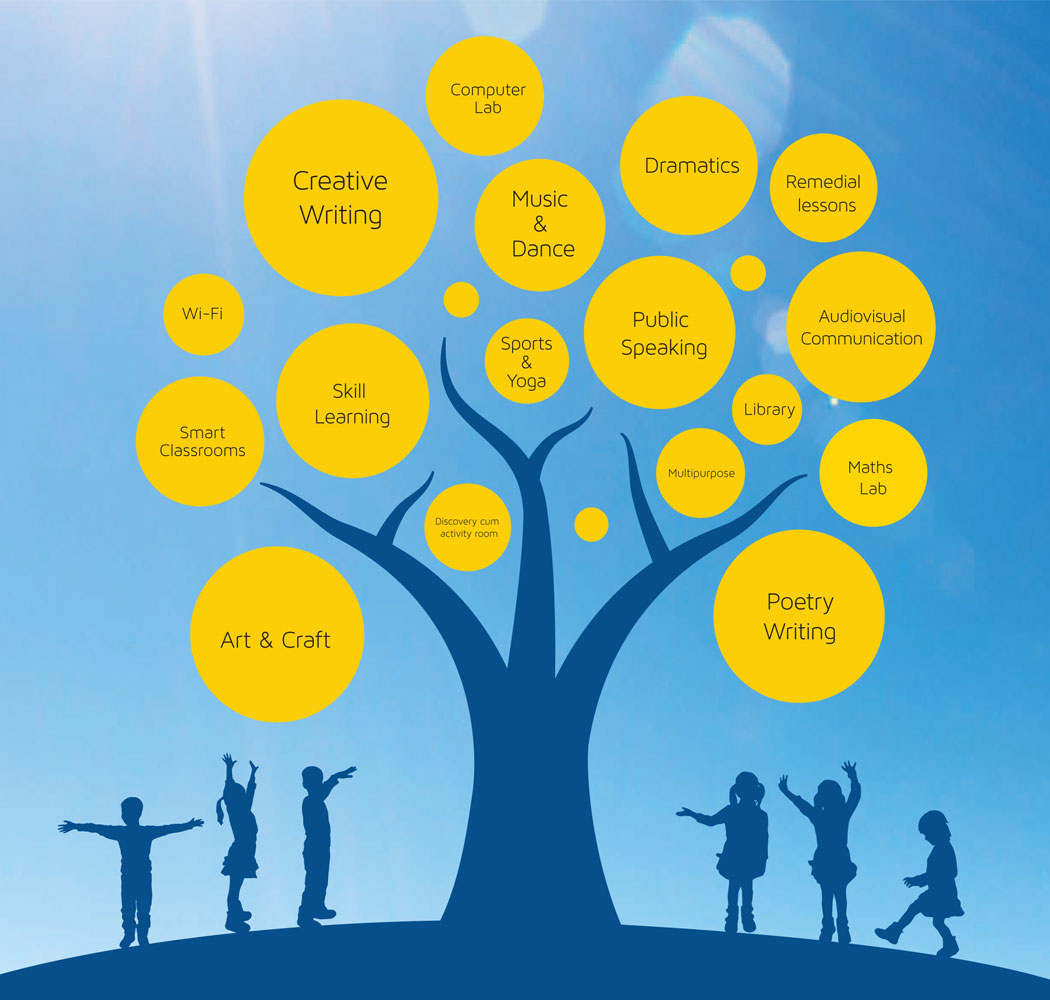 Computer
Lab
Creative
Writing
Music
&
Dance
Dramatics
Remedial
lessons
Wi-Fi
Skill
Learning
Sports
&
Yoga
Public
Speaking
Audiovisual
Communication
Smart
Classrooms
Library
Multipurpose
Maths
Lab
Discovery cum
activity room
Art & Craft
Poetry
Writing